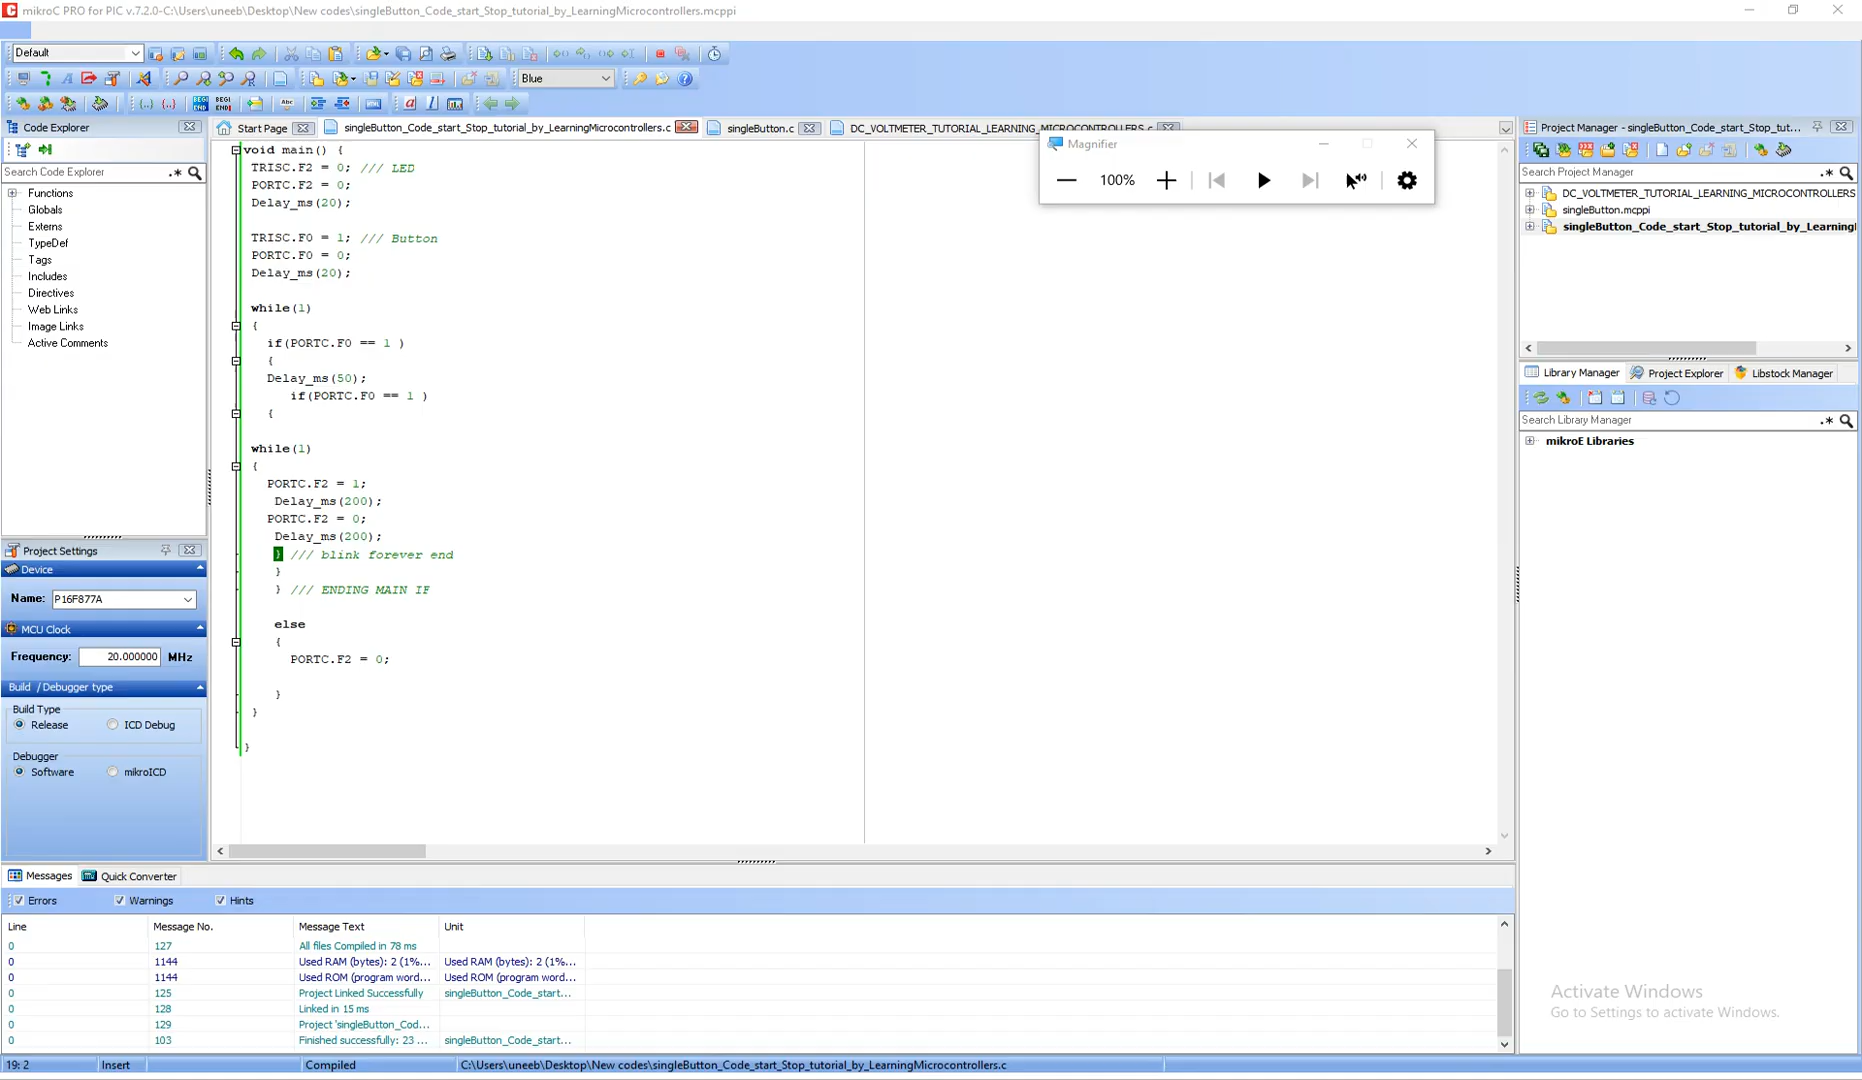 mikroC PRO for PIC v.7.2.0-C:\Users\uneeb\Desktop\New codes\singleButton_Code_start_Stop_tutorial_by_LearningMicrocontrollers.mcppi
Default
Blue
Code Explorer
Start Page
singleButton_Code_start_Stop_tutorial_by_LearningMicrocontrollers.c
singleButton.c
DC_VOLTMETER_TUTORIAL_LEARNING_MICROCONTROLLERS.c
Project Manager - singleButton_Code_start_Stop_tut...
Search Code Explorer
Functions
Globals
Externs
TypeDef
Tags
Includes
Directives
Web Links
Image Links
Active Comments
Project Settings
Device
Name: P16F877A
MCU Clock
Frequency: 20.000000 MHz
Build / Debugger type
Build Type
Release
ICD Debug
Debugger
Software
mikroICD
void main() {
TRISC.F2 = 0; /// LED
PORTC.F2 = 0;
Delay_ms(20);
TRISC.F0 = 1; /// Button
PORTC.F0 = 0;
Delay_ms(20);
while(1)
{
if(PORTC.F0 == 1 )
{
Delay_ms(50);
if(PORTC.F0 == 1 )
{
while(1)
{
PORTC.F2 = 1;
Delay_ms(200);
PORTC.F2 = 0;
Delay_ms(200);
} /// blink forever end
}
} /// ENDING MAIN IF
else
{
PORTC.F2 = 0;
}
}
}
Magnifier
100%
Search Project Manager
DC_VOLTMETER_TUTORIAL_LEARNING_MICROCONTROLLERS
singleButton.mcppi
singleButton_Code_start_Stop_tutorial_by_Learningl
Library Manager
Project Explorer
Libstock Manager
Search Library Manager
mikroE Libraries
Messages
Quick Converter
Errors
Warnings
Hints
Line Message No. Message Text Unit
0 127 All files Compiled in 78 ms
0 1144 Used RAM (bytes): 2 (1%... Used RAM (bytes): 2 (1%...
0 1144 Used ROM (program word... Used ROM (program word...
0 125 Project Linked Successfully singleButton_Code_start...
0 128 Linked in 15 ms
0 129 Project 'singleButton_Cod...
0 103 Finished successfully: 23 ... singleButton_Code_start...
Activate Windows
Go to Settings to activate Windows.
19: 2 Insert Compiled C:\Users\uneeb\Desktop\New codes\singleButton_Code_start_Stop_tutorial_by_LearningMicrocontrollers.c